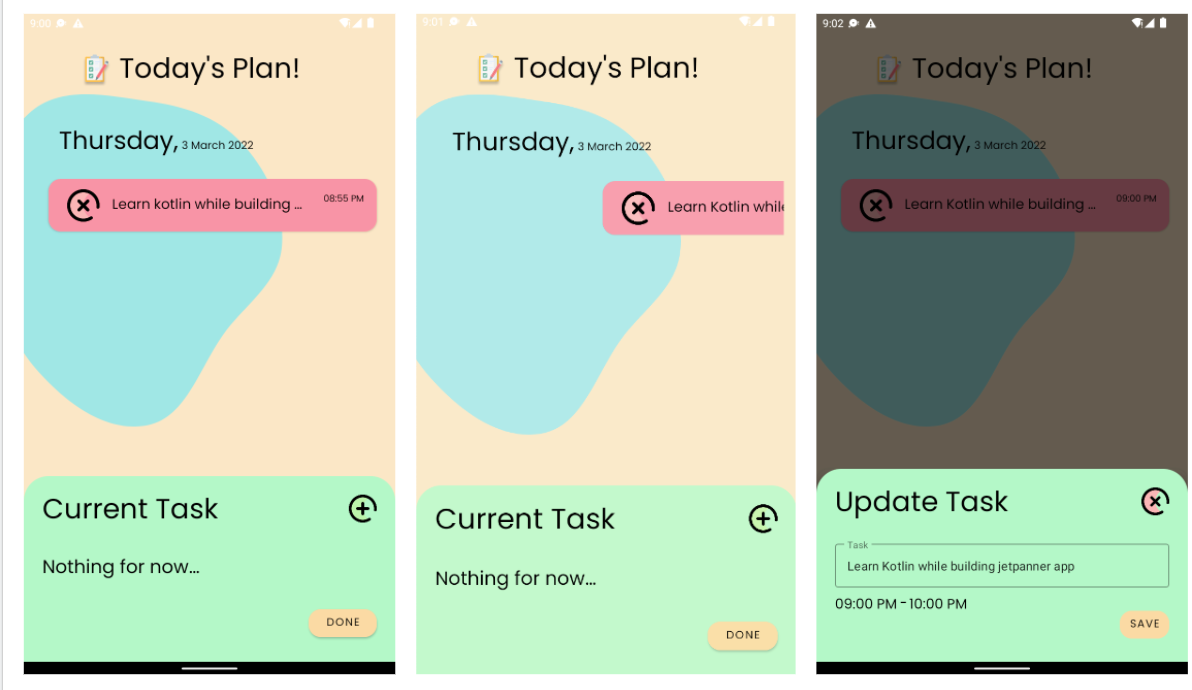 9:00
Today's Plan!
Thursday, 3 March 2022
Learn kotlin while building ... 08:55 PM
Current Task
Nothing for now...
DONE
9:01
Today's Plan!
Thursday, 3 March 2022
Learn Kotlin while
Current Task
Nothing for now...
DONE
9:02
Today's Plan!
Thursday, 3 March 2022
Learn Kotlin while building ... 09:00 PM
Update Task
Task
Learn Kotlin while building jetpanner app
09:00 PM - 10:00 PM
SAVE